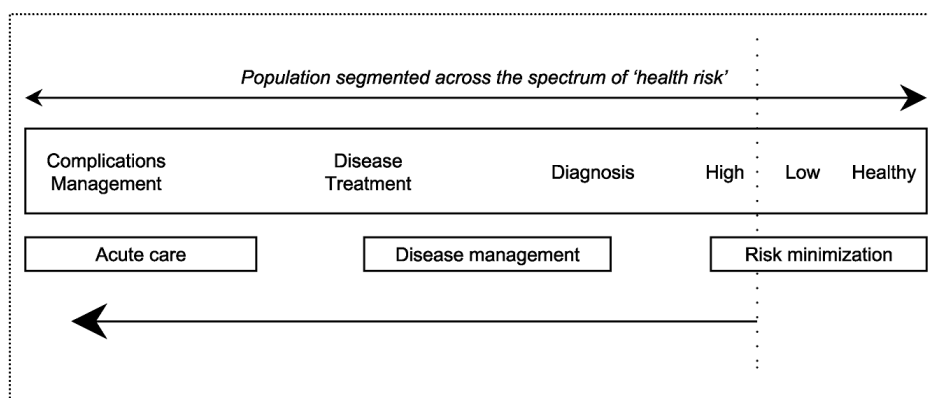 Population segmented across the spectrum of ‘health risk’
Complications
Management
Disease
Treatment
Diagnosis
High
Low
Healthy
Acute care
Disease management
Risk minimization